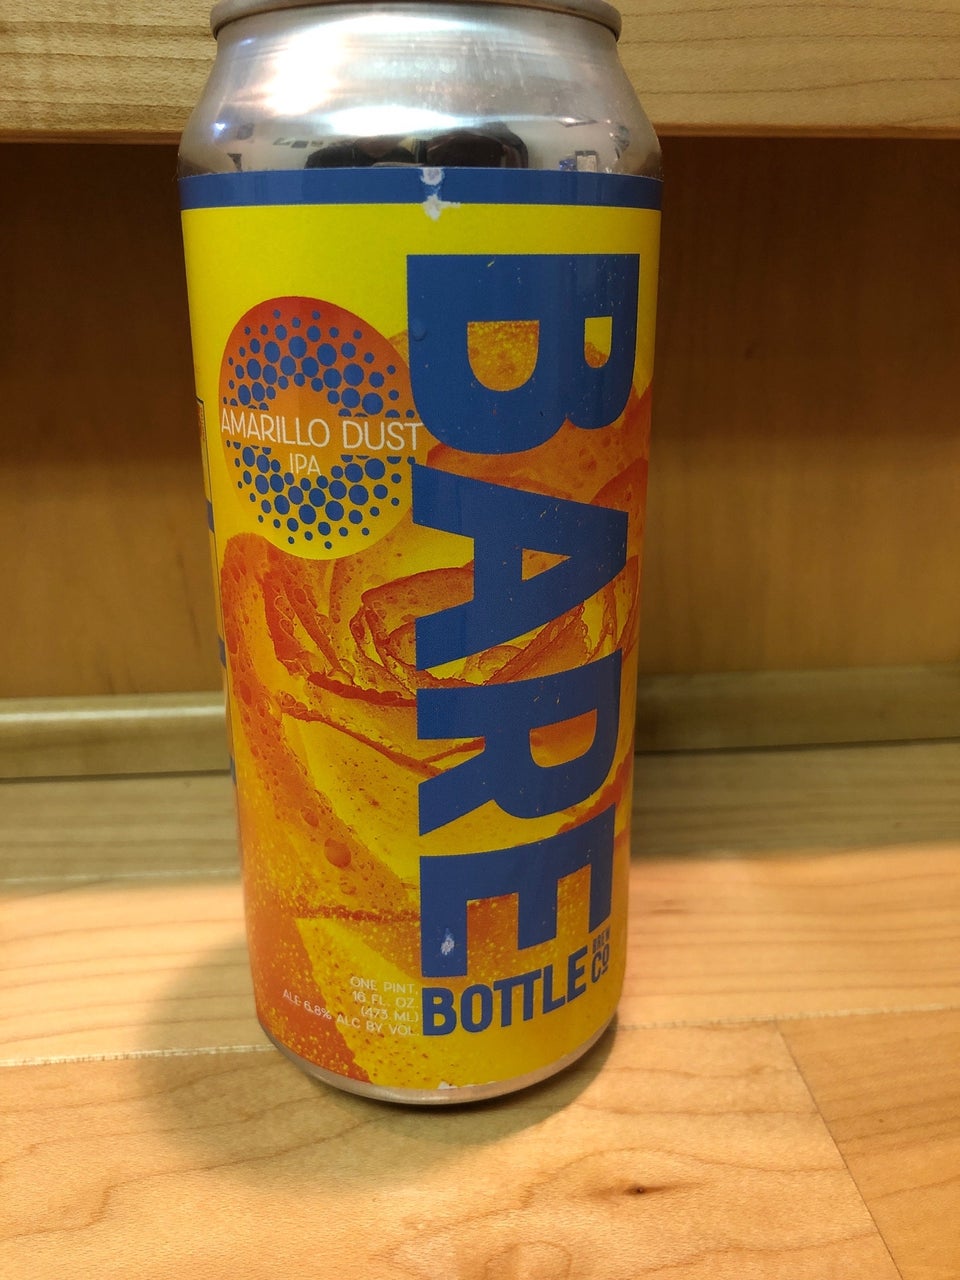 AMARILLO DUST
IPA
BARE
BOTTLE
BREW
CO
ONE PINT,
16 FL. OZ.
(473 ML)
ALE 6.8% ALC BY VOL